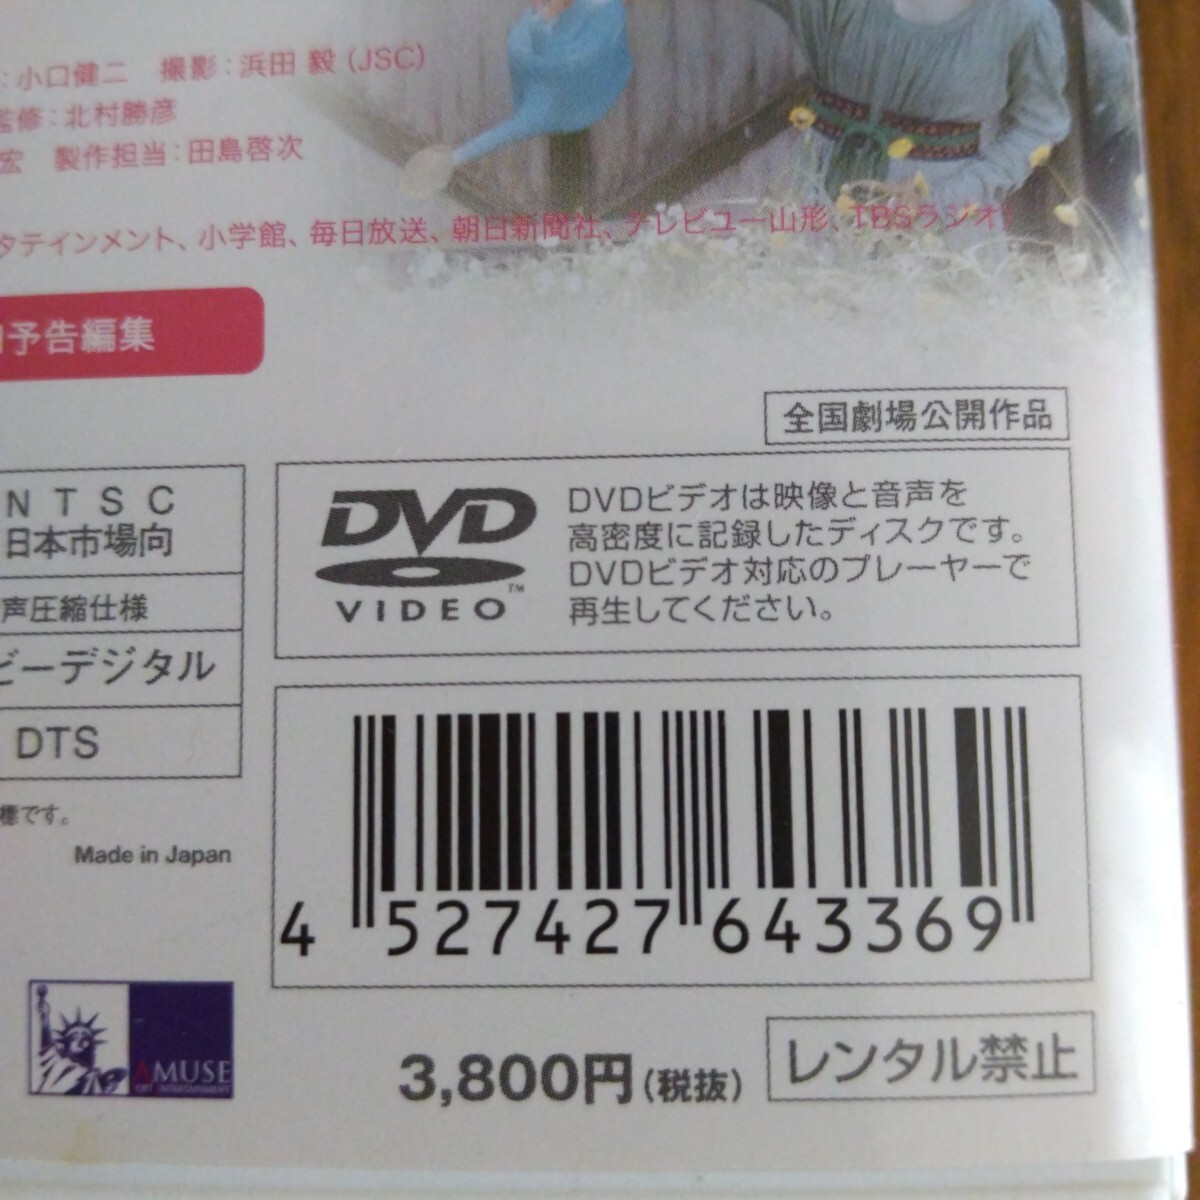 :小口健二 撮影:浜田 毅 (JSC)
監修:北村勝彦
宏 製作担当:田島啓次
タテインメント、小学館、毎日放送、朝日新聞社、テレビユー山形、TBSラジオ)
予告編集
全国劇場公開作品
NTSC
日本市場向
声圧縮仕様
ビーデジタル
DTS
標です。
Made in Japan
DVD
VIDEO™
DVDビデオは映像と音声を
高密度に記録したディスクです。
DVDビデオ対応のプレーヤーで
再生してください。
4 527427 643369
AMUSE
SOFT ENTERTAINMENT
3,800円(税抜)
レンタル禁止